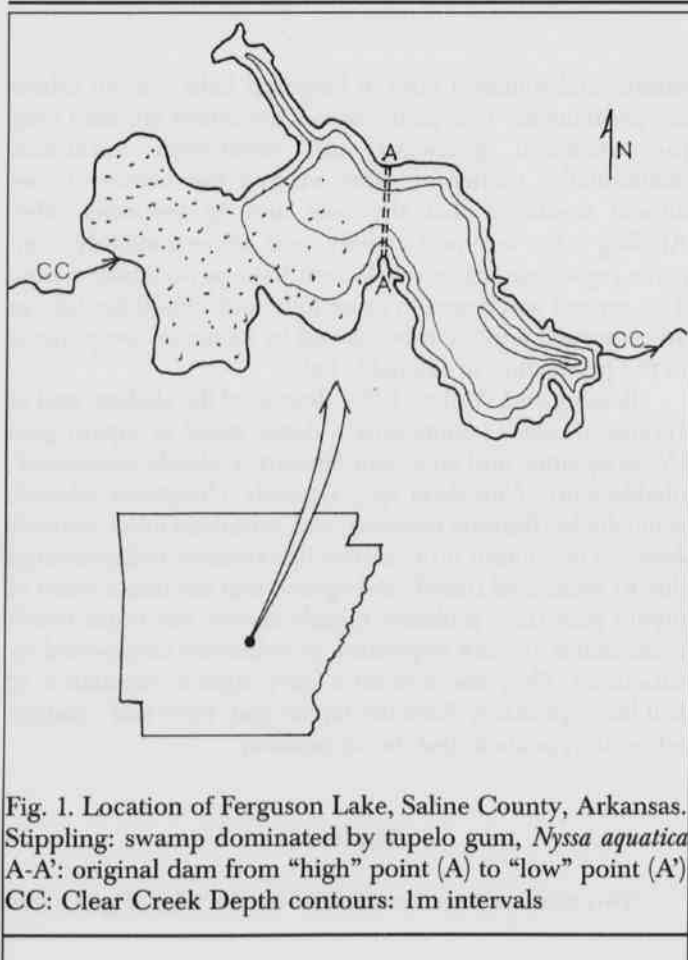 A
N
CC
A'
CC
Fig. 1. Location of Ferguson Lake, Saline County, Arkansas.
Stippling: swamp dominated by tupelo gum, Nyssa aquatica
A-A’: original dam from “high” point (A) to “low” point (A’)
CC: Clear Creek Depth contours: 1m intervals